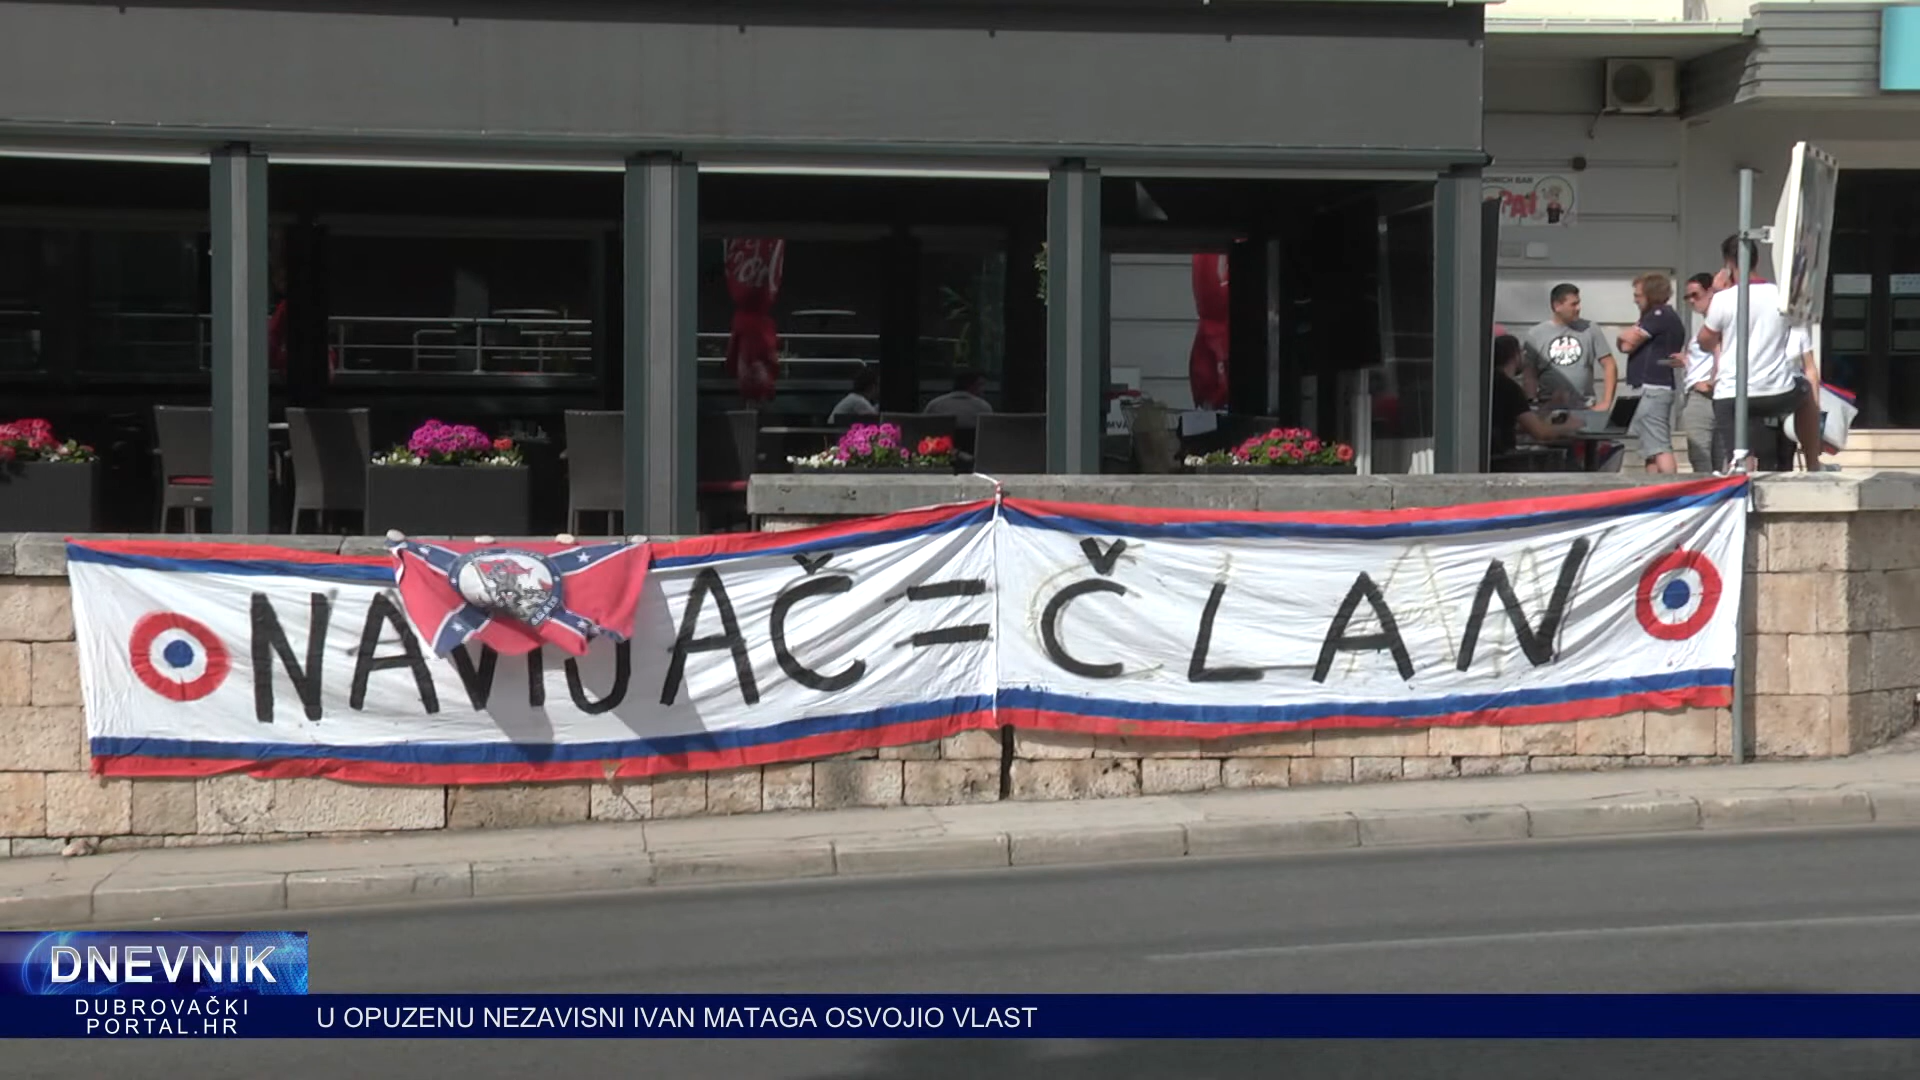 NAVIJAČ=ČLAN
DNEVNIK
DUBROVAČKI
PORTAL.HR
U OPUZENU NEZAVISNI IVAN MATAGA OSVOJIO VLAST